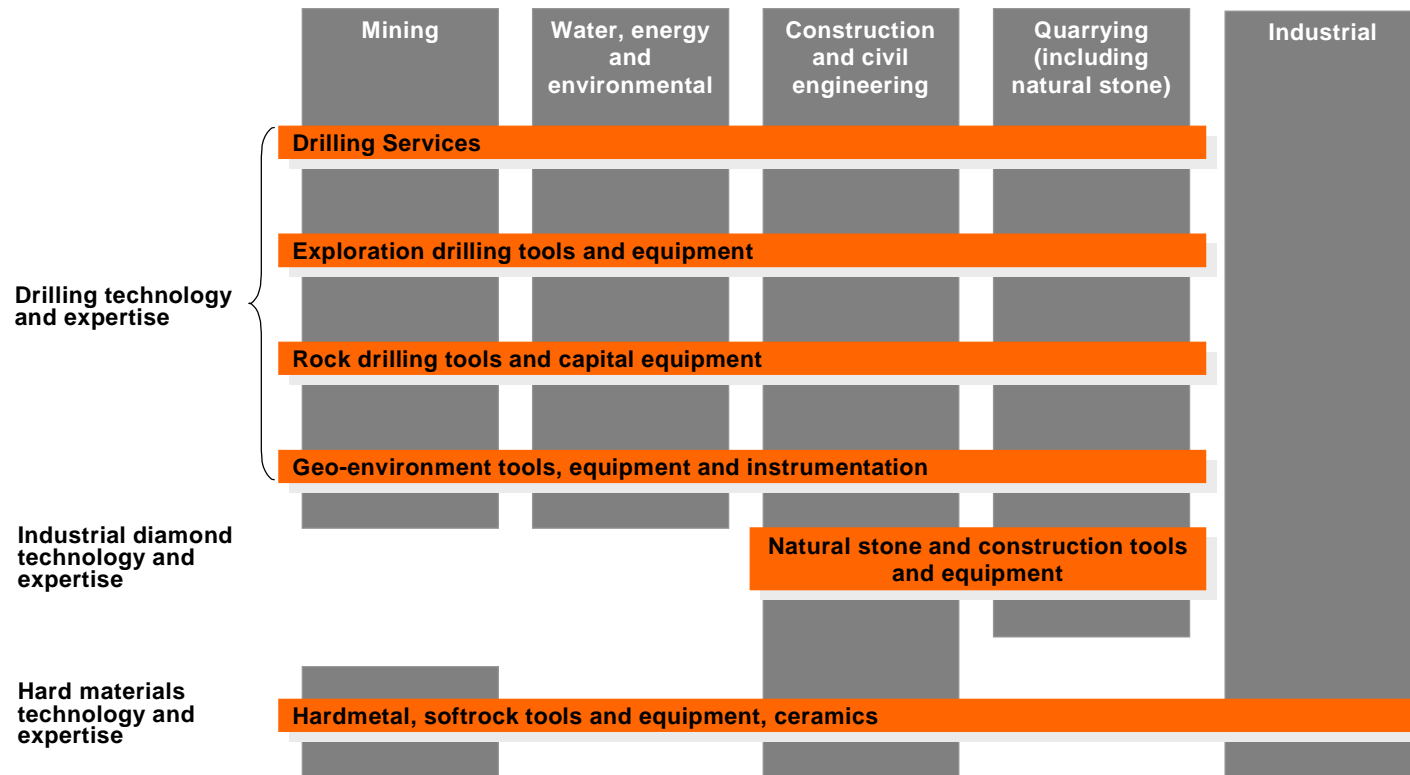 Mining
Water, energy
and
environmental
Construction
and civil
engineering
Quarrying
(including
natural stone)
Industrial
Drilling Services
Exploration drilling tools and equipment
Drilling technology
and expertise
Rock drilling tools and capital equipment
Geo-environment tools, equipment and instrumentation
Industrial diamond
technology and
expertise
Natural stone and construction tools
and equipment
Hard materials
technology and
expertise
Hardmetal, softrock tools and equipment, ceramics